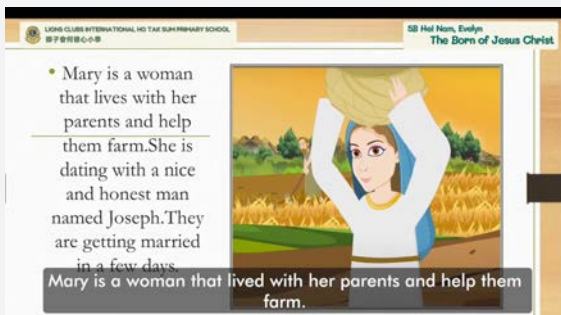 LIONS CLUBS INTERNATIONAL HO TAK SUM PRIMARY SCHOOL
獅子會何德心小學
5B Hei Nam, Evelyn
The Born of Jesus Christ
• Mary is a woman
that lives with her
parents and help
them farm.She is
dating with a nice
and honest man
named Joseph.They
are getting married
in a few days.
Mary is a woman that lived with her parents and help them
farm.